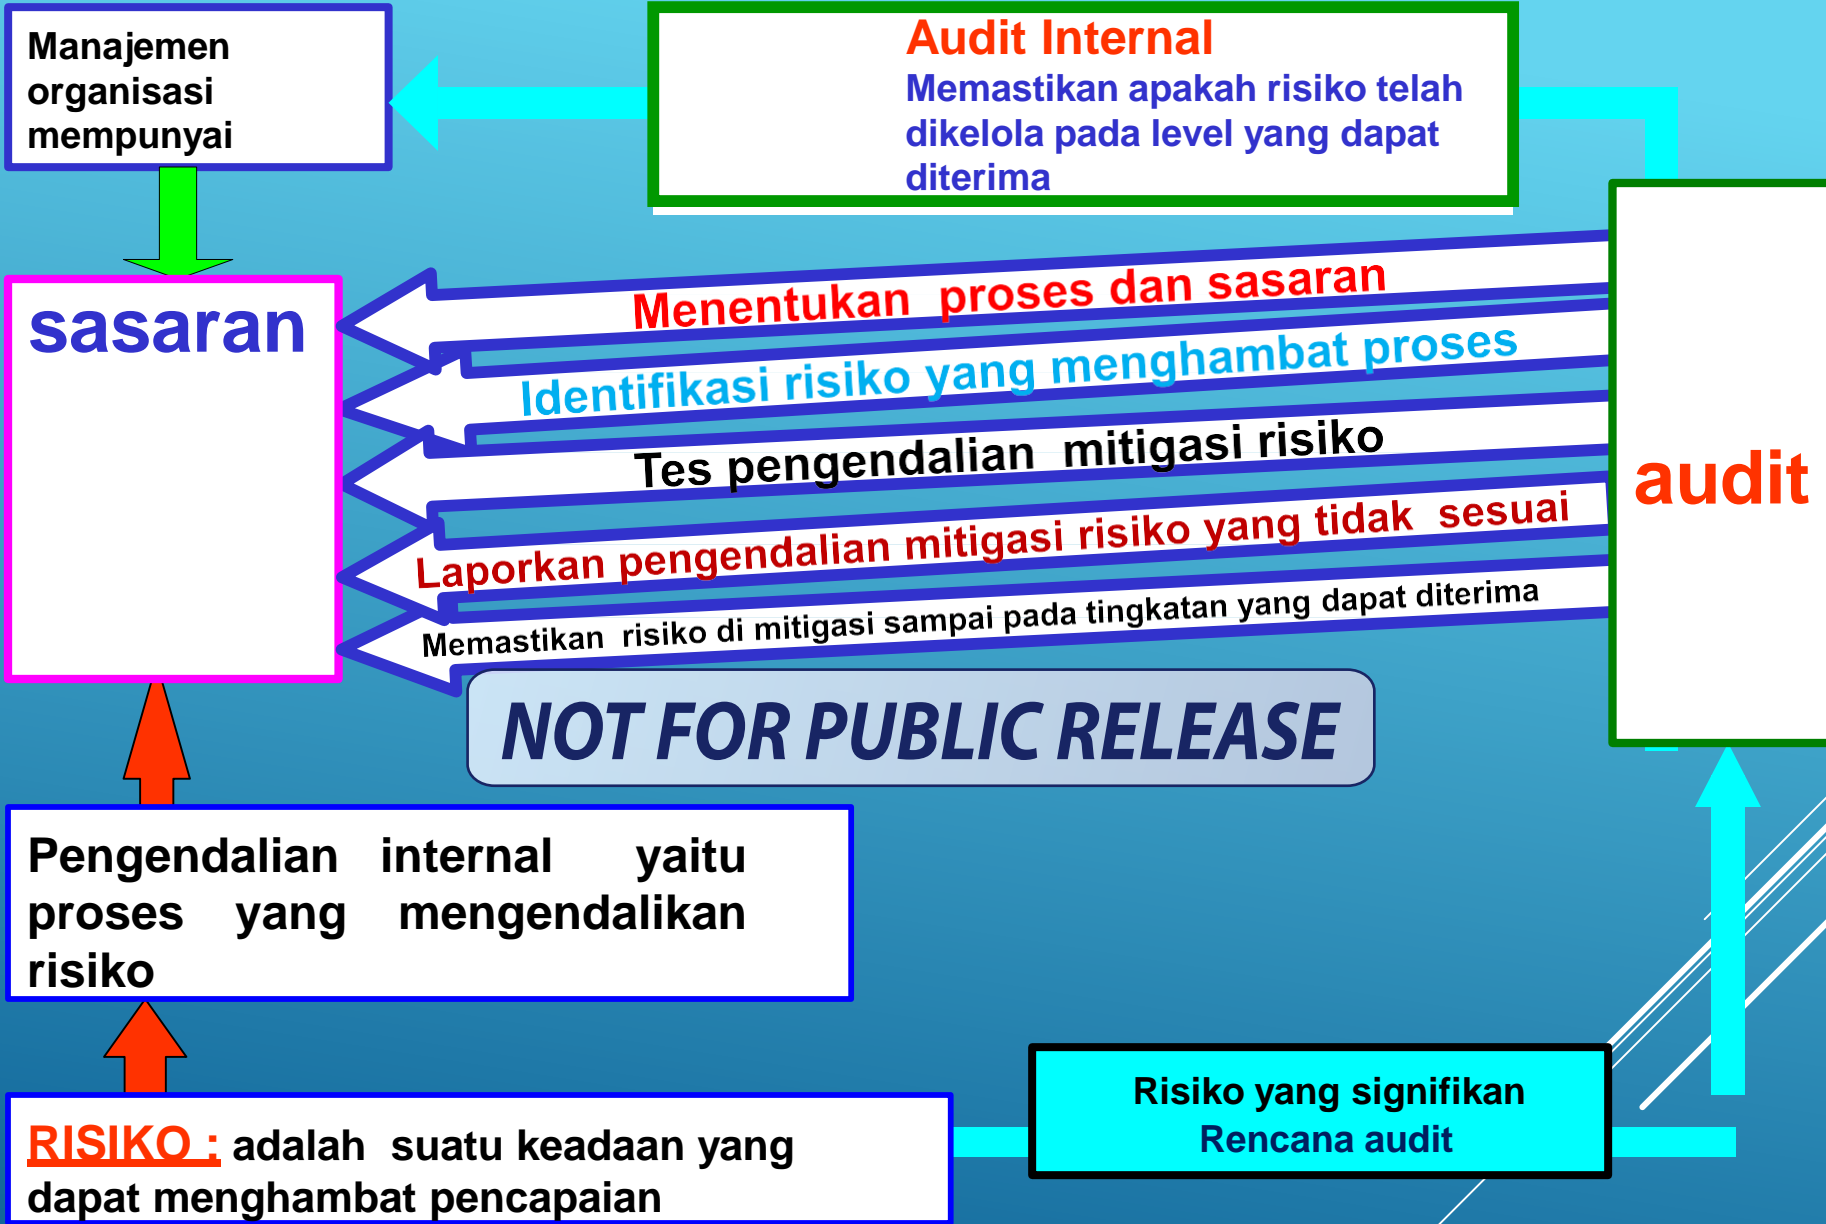 Manajemen
organisasi
mempunyai
Audit Internal
Memastikan apakah risiko telah
dikelola pada level yang dapat
diterima
sasaran
Menentukan proses dan sasaran
Identifikasi risiko yang menghambat proses
Tes pengendalian mitigasi risiko
Laporkan pengendalian mitigasi risiko yang tidak sesuai
Memastikan risiko di mitigasi sampai pada tingkatan yang dapat diterima
audit
NOT FOR PUBLIC RELEASE
Pengendalian internal yaitu
proses yang mengendalikan
risiko
RISIKO : adalah suatu keadaan yang
dapat menghambat pencapaian
Risiko yang signifikan
Rencana audit